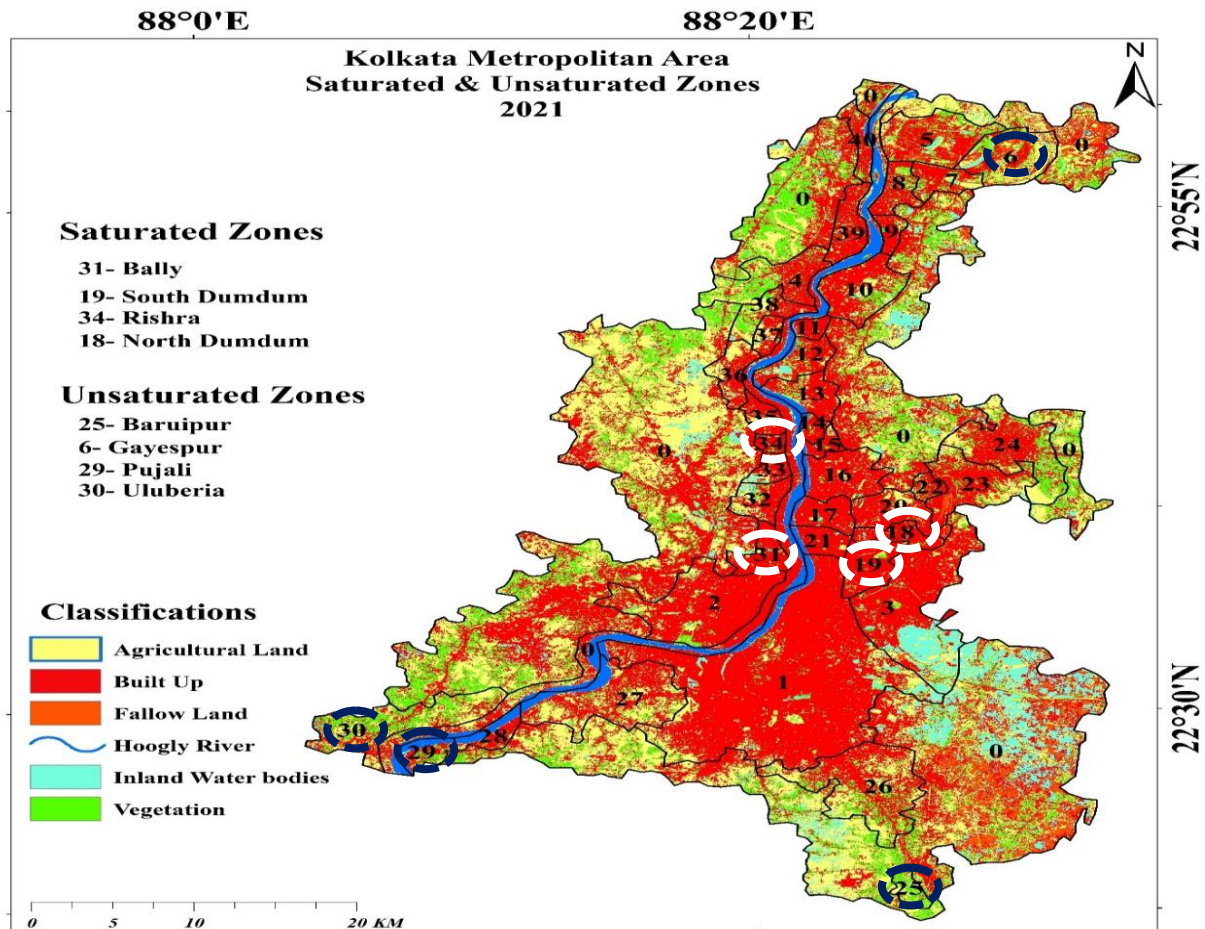 88°0'E
88°20'E
Kolkata Metropolitan Area
Saturated & Unsaturated Zones
2021
N
22°55'N
22°30'N
Saturated Zones
31- Bally
19- South Dumdum
34- Rishra
18- North Dumdum
Unsaturated Zones
25- Baruipur
6- Gayespur
29- Pujali
30- Uluberia
Classifications
Agricultural Land
Built Up
Fallow Land
Hoogly River
Inland Water bodies
Vegetation
0 5 10 20 KM
0
40
5
6
0
7
8
0
39
9
4
10
38
37
11
12
36
13
35
14
34
15
0
24
0
0
33
16
22
23
32
20
17
18
31
21
19
2
3
0
1
27
0
30
29
28
26
25